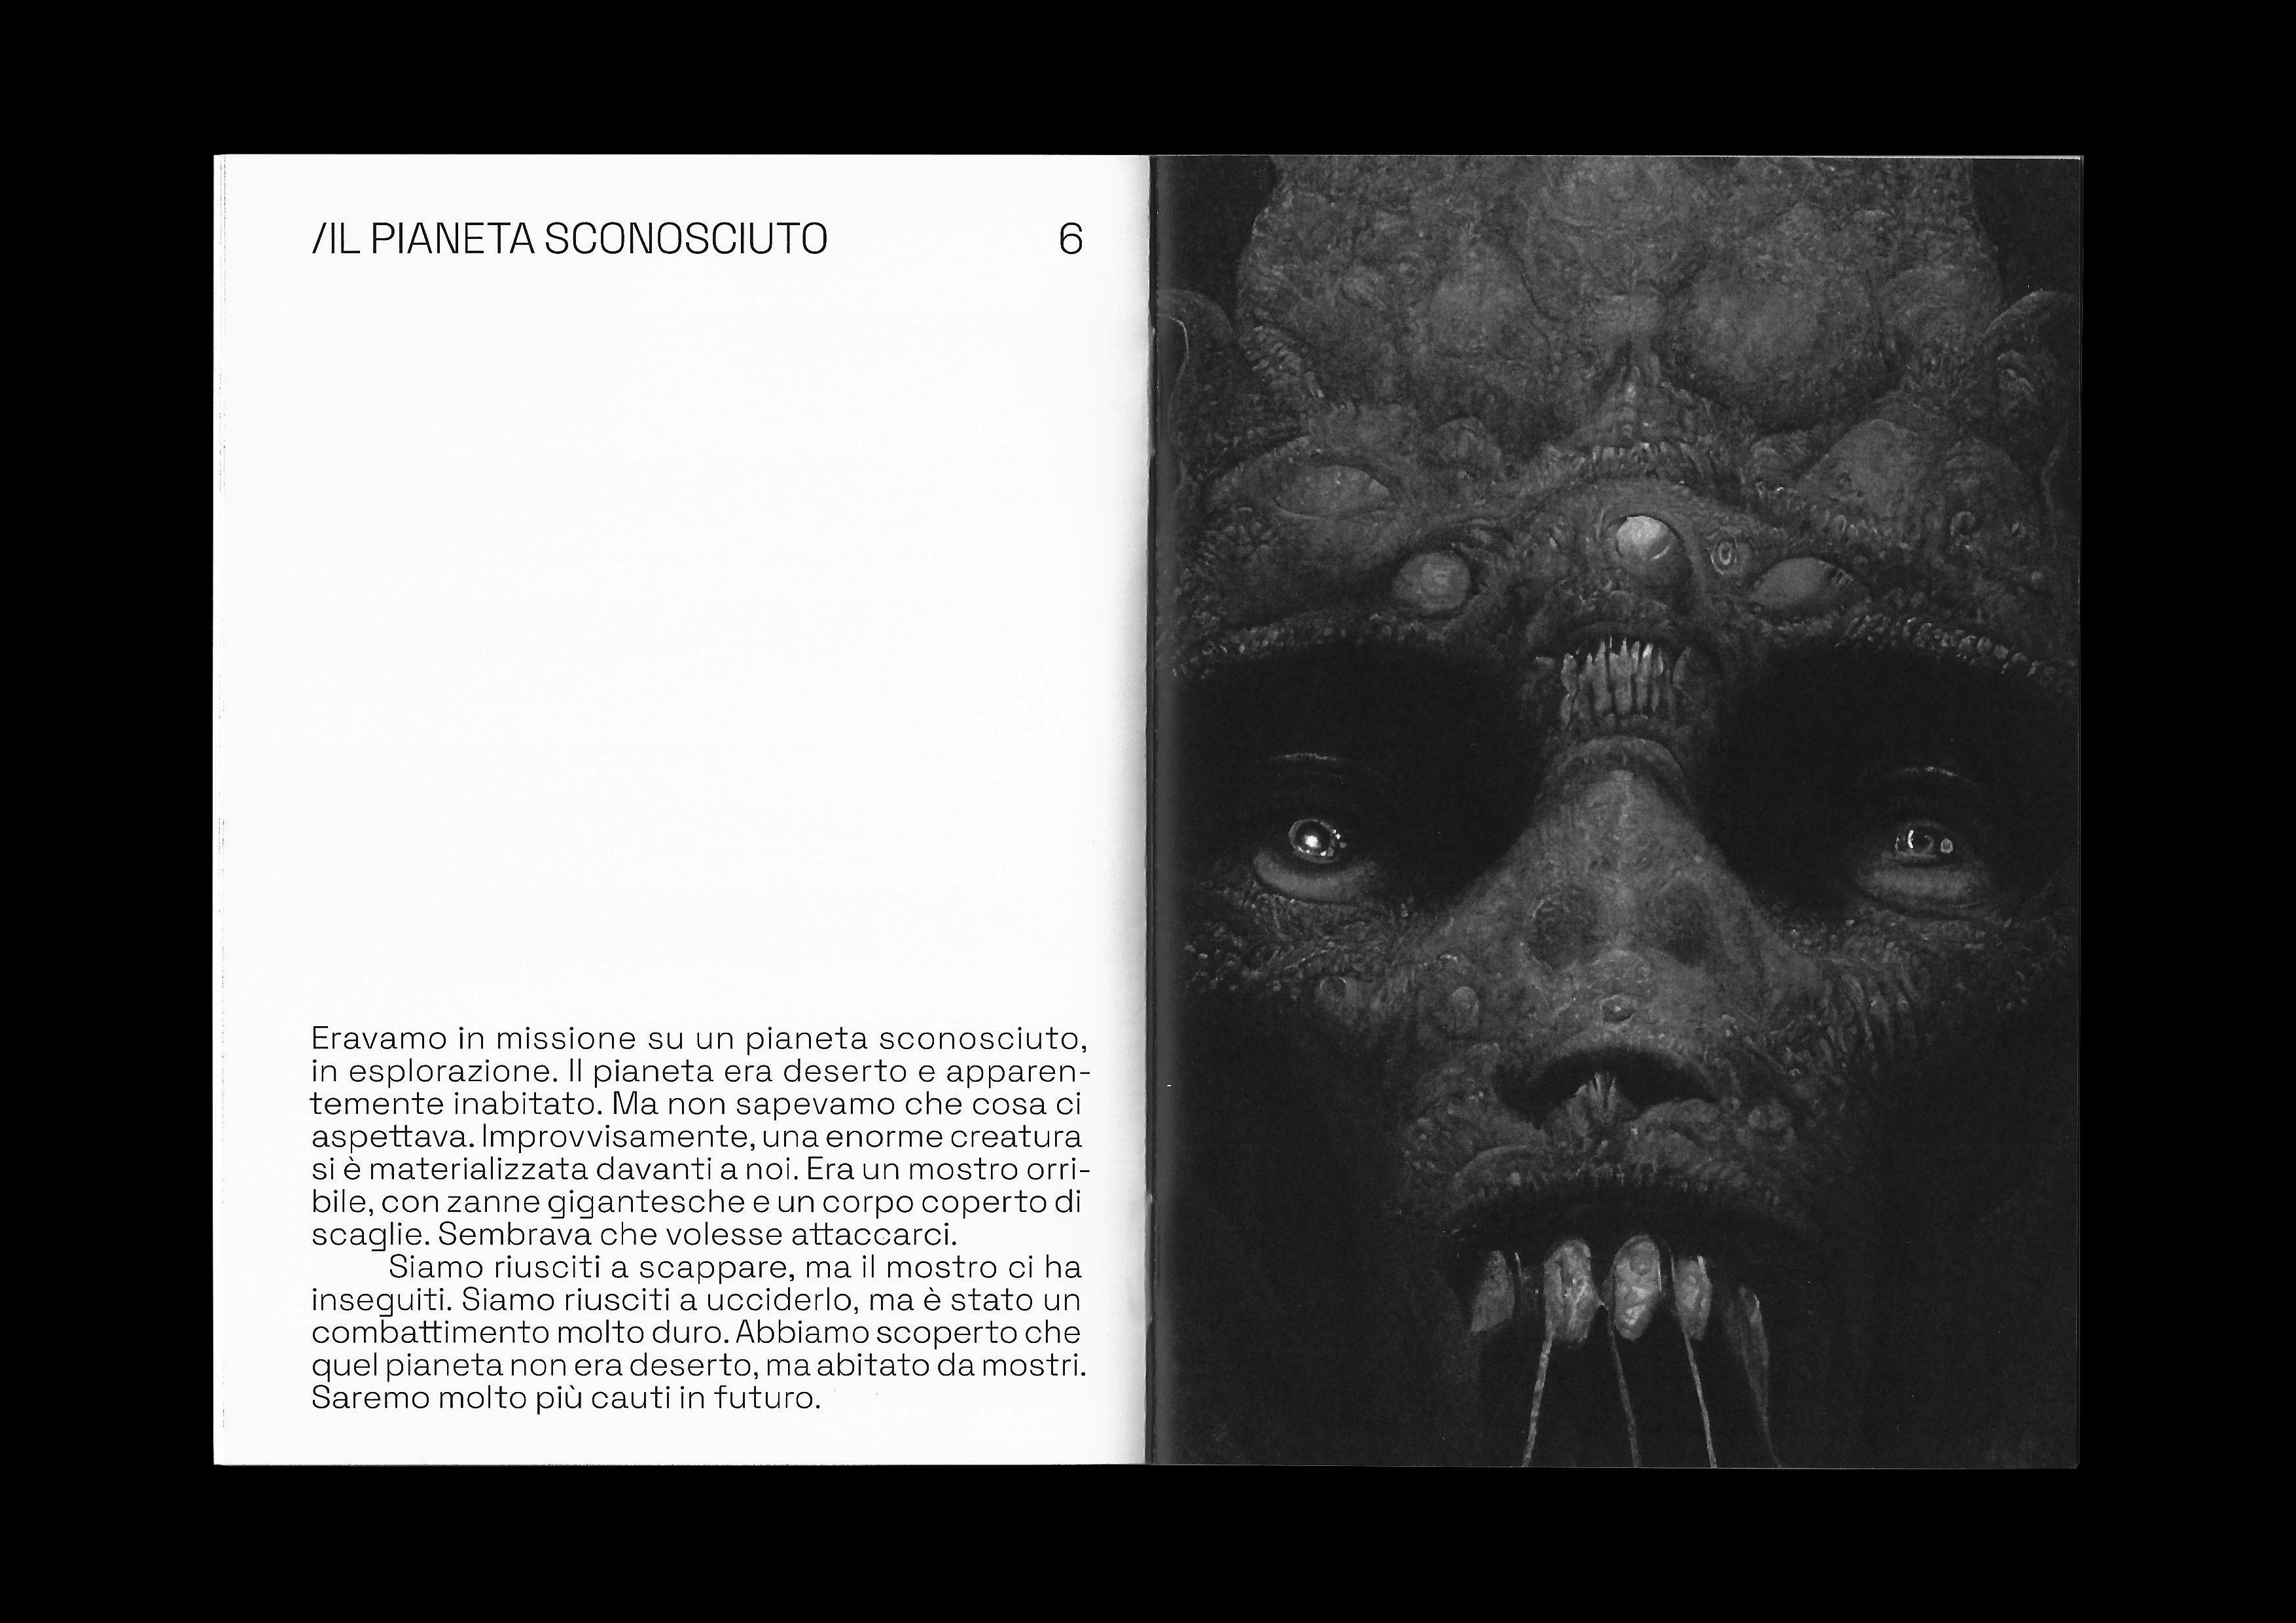 /IL PIANETA SCONOSCIUTO 6
Eravamo in missione su un pianeta sconosciuto,
in esplorazione. Il pianeta era deserto e apparen-
temente inabitato. Ma non sapevamo che cosa ci
aspettava. Improvvisamente, una enorme creatura
si è materializzata davanti a noi. Era un mostro orri-
bile, con zanne gigantesche e un corpo coperto di
scaglie. Sembrava che volesse attaccarci.
Siamo riusciti a scappare, ma il mostro ci ha
inseguiti. Siamo riusciti a ucciderlo, ma è stato un
combattimento molto duro. Abbiamo scoperto che
quel pianeta non era deserto, ma abitato da mostri.
Saremo molto più cauti in futuro.